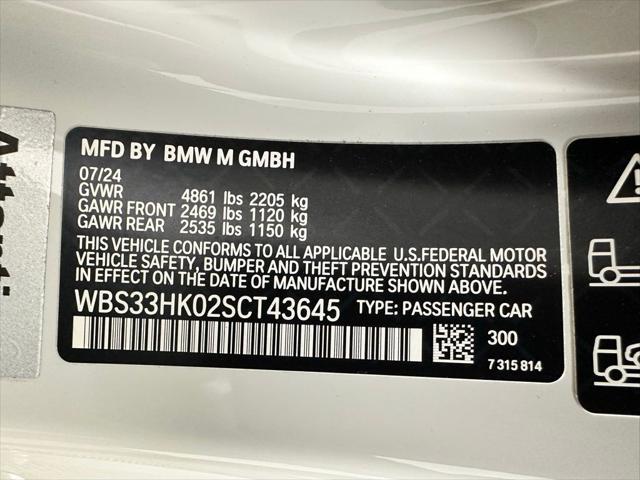 MFD BY BMW M GMBH
07/24
GVWR 4861 lbs 2205 kg
GAWR FRONT 2469 lbs 1120 kg
GAWR REAR 2535 lbs 1150 kg
THIS VEHICLE CONFORMS TO ALL APPLICABLE U.S.FEDERAL MOTOR
VEHICLE SAFETY, BUMPER AND THEFT PREVENTION STANDARDS
IN EFFECT ON THE DATE OF MANUFACTURE SHOWN ABOVE.
WBS33HK02SCT43645 TYPE: PASSENGER CAR
300
7 315 814